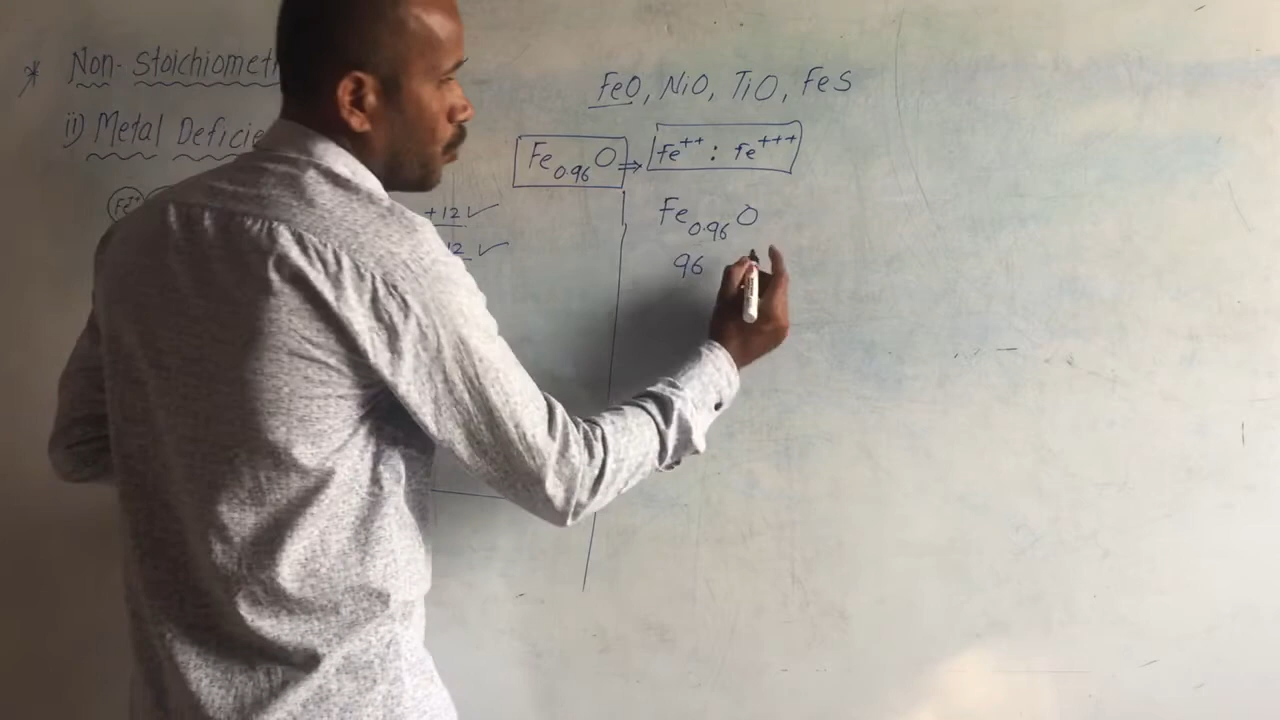 * Non-Stoichiomet
FeO, NiO, TiO, FeS
ii) Metal Deficie
Fe0.96O ⇒ Fe++ : Fe+++
+12 ✓
12 ✓
Fe0.96O
96